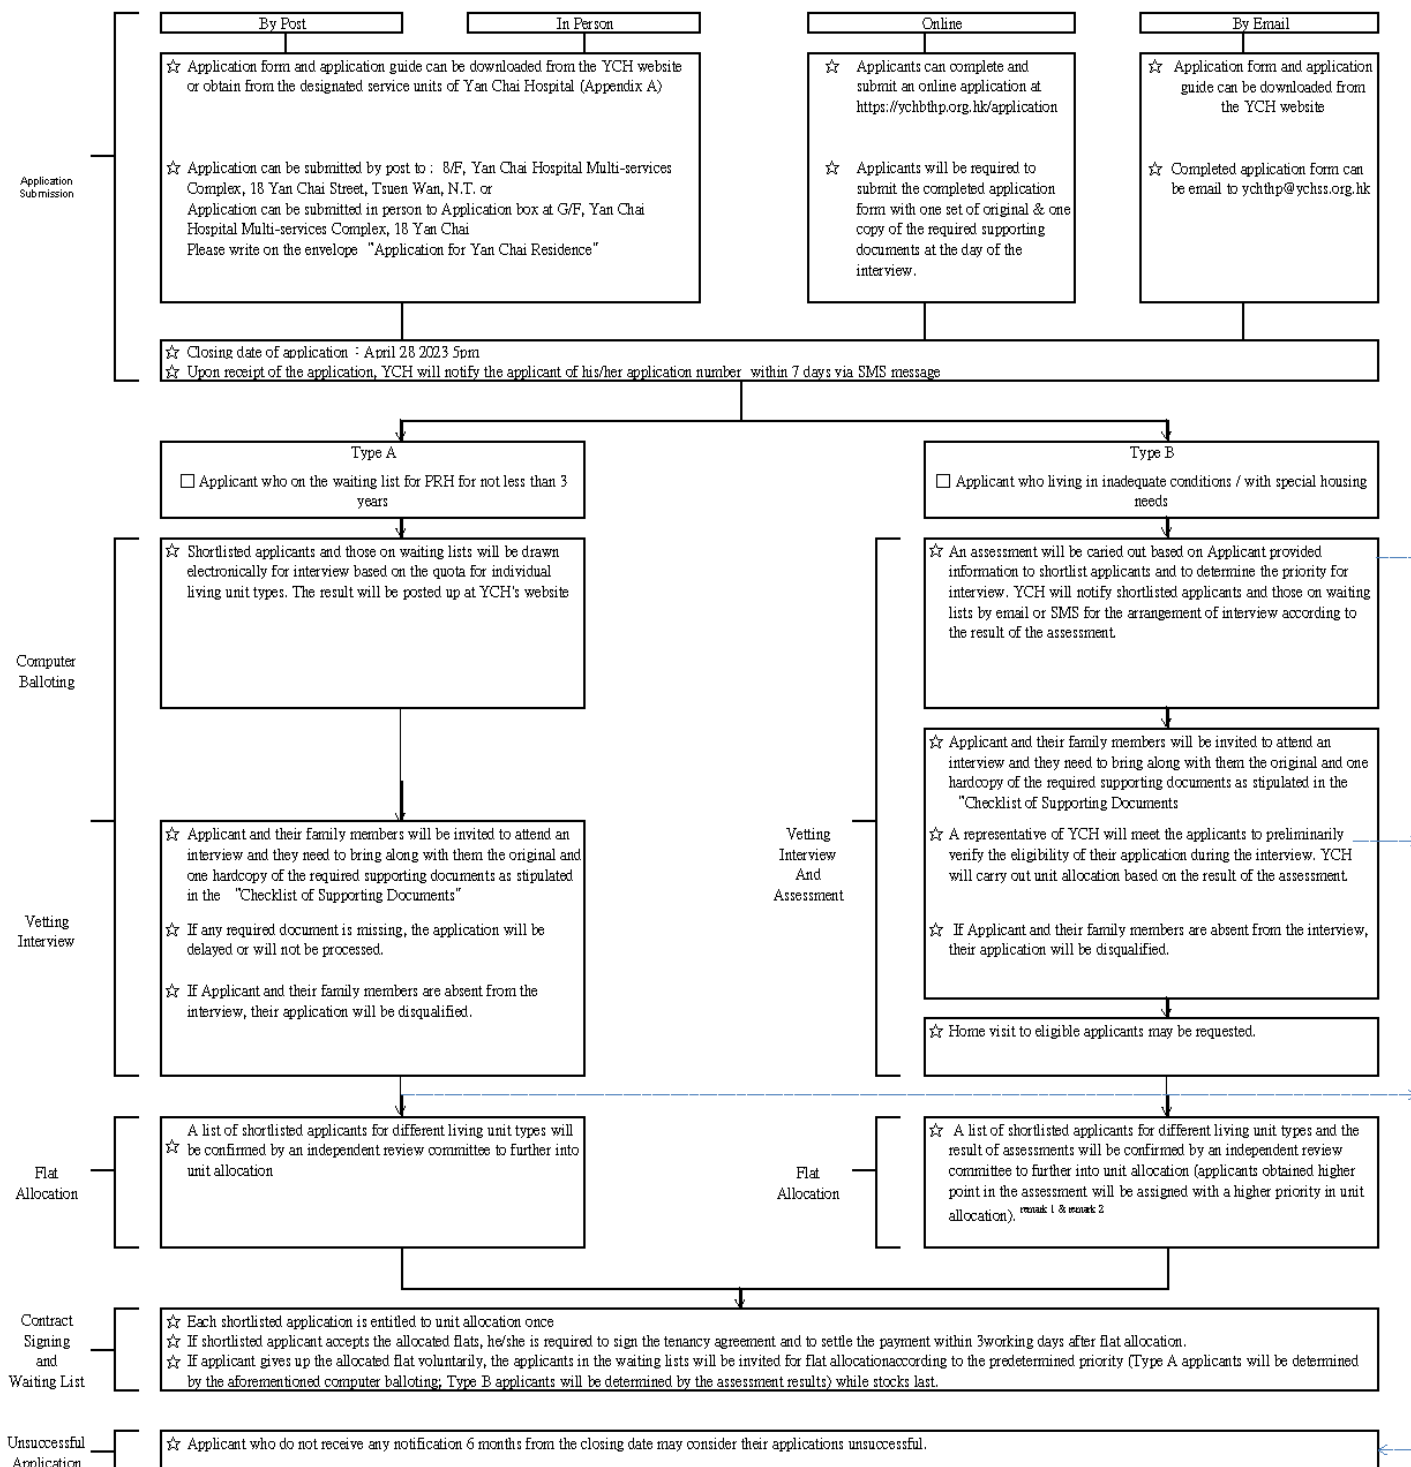 By Post
In Person
Online
By Email
Application
Submission
☆ Application form and application guide can be downloaded from the YCH website
or obtain from the designated service units of Yan Chai Hospital (Appendix A)
☆ Application can be submitted by post to : 8/F, Yan Chai Hospital Multi-services
Complex, 18 Yan Chai Street, Tsuen Wan, N.T. or
Application can be submitted in person to Application box at G/F, Yan Chai
Hospital Multi-services Complex, 18 Yan Chai
Please write on the envelope "Application for Yan Chai Residence"
☆ Applicants can complete and
submit an online application at
https://ychbthp.org.hk/application
☆ Applicants will be required to
submit the completed application
form with one set of original & one
copy of the required supporting
documents at the day of the
interview.
☆ Application form and application
guide can be downloaded from
the YCH website
☆ Completed application form can
be email to ychthp@ychss.org.hk
☆ Closing date of application : April 28 2023 5pm
☆ Upon receipt of the application, YCH will notify the applicant of his/her application number within 7 days via SMS message
Type A
☐ Applicant who on the waiting list for PRH for not less than 3
years
Type B
☐ Applicant who living in inadequate conditions / with special housing
needs
Computer
Balloting
☆ Shortlisted applicants and those on waiting lists will be drawn
electronically for interview based on the quota for individual
living unit types. The result will be posted up at YCH's website
Vetting
Interview
☆ Applicant and their family members will be invited to attend an
interview and they need to bring along with them the original and
one hardcopy of the required supporting documents as stipulated
in the "Checklist of Supporting Documents"
☆ If any required document is missing, the application will be
delayed or will not be processed.
☆ If Applicant and their family members are absent from the
interview, their application will be disqualified.
Vetting
Interview
And
Assessment
☆ An assessment will be caried out based on Applicant provided
information to shortlist applicants and to determine the priority for
interview. YCH will notify shortlisted applicants and those on waiting
lists by email or SMS for the arrangement of interview according to
the result of the assessment.
☆ Applicant and their family members will be invited to attend an
interview and they need to bring along with them the original and one
hardcopy of the required supporting documents as stipulated in the
"Checklist of Supporting Documents
☆ A representative of YCH will meet the applicants to preliminarily
verify the eligibility of their application during the interview. YCH
will carry out unit allocation based on the result of the assessment.
☆ If Applicant and their family members are absent from the interview,
their application will be disqualified.
☆ Home visit to eligible applicants may be requested.
Flat
Allocation
☆ A list of shortlisted applicants for different living unit types will
be confirmed by an independent review committee to further into
unit allocation
Flat
Allocation
☆ A list of shortlisted applicants for different living unit types and the
result of assessments will be confirmed by an independent review
committee to further into unit allocation (applicants obtained higher
point in the assessment will be assigned with a higher priority in unit
allocation). remark 1 & remark 2
Contract
Signing
and
Waiting List
☆ Each shortlisted application is entitled to unit allocation once
☆ If shortlisted applicant accepts the allocated flats, he/she is required to sign the tenancy agreement and to settle the payment within 3working days after flat allocation.
☆ If applicant gives up the allocated flat voluntarily, the applicants in the waiting lists will be invited for flat allocationaccording to the predetermined priority (Type A applicants will be determined
by the aforementioned computer balloting; Type B applicants will be determined by the assessment results) while stocks last.
Unsuccessful
Application
☆ Applicant who do not receive any notification 6 months from the closing date may consider their applications unsuccessful.